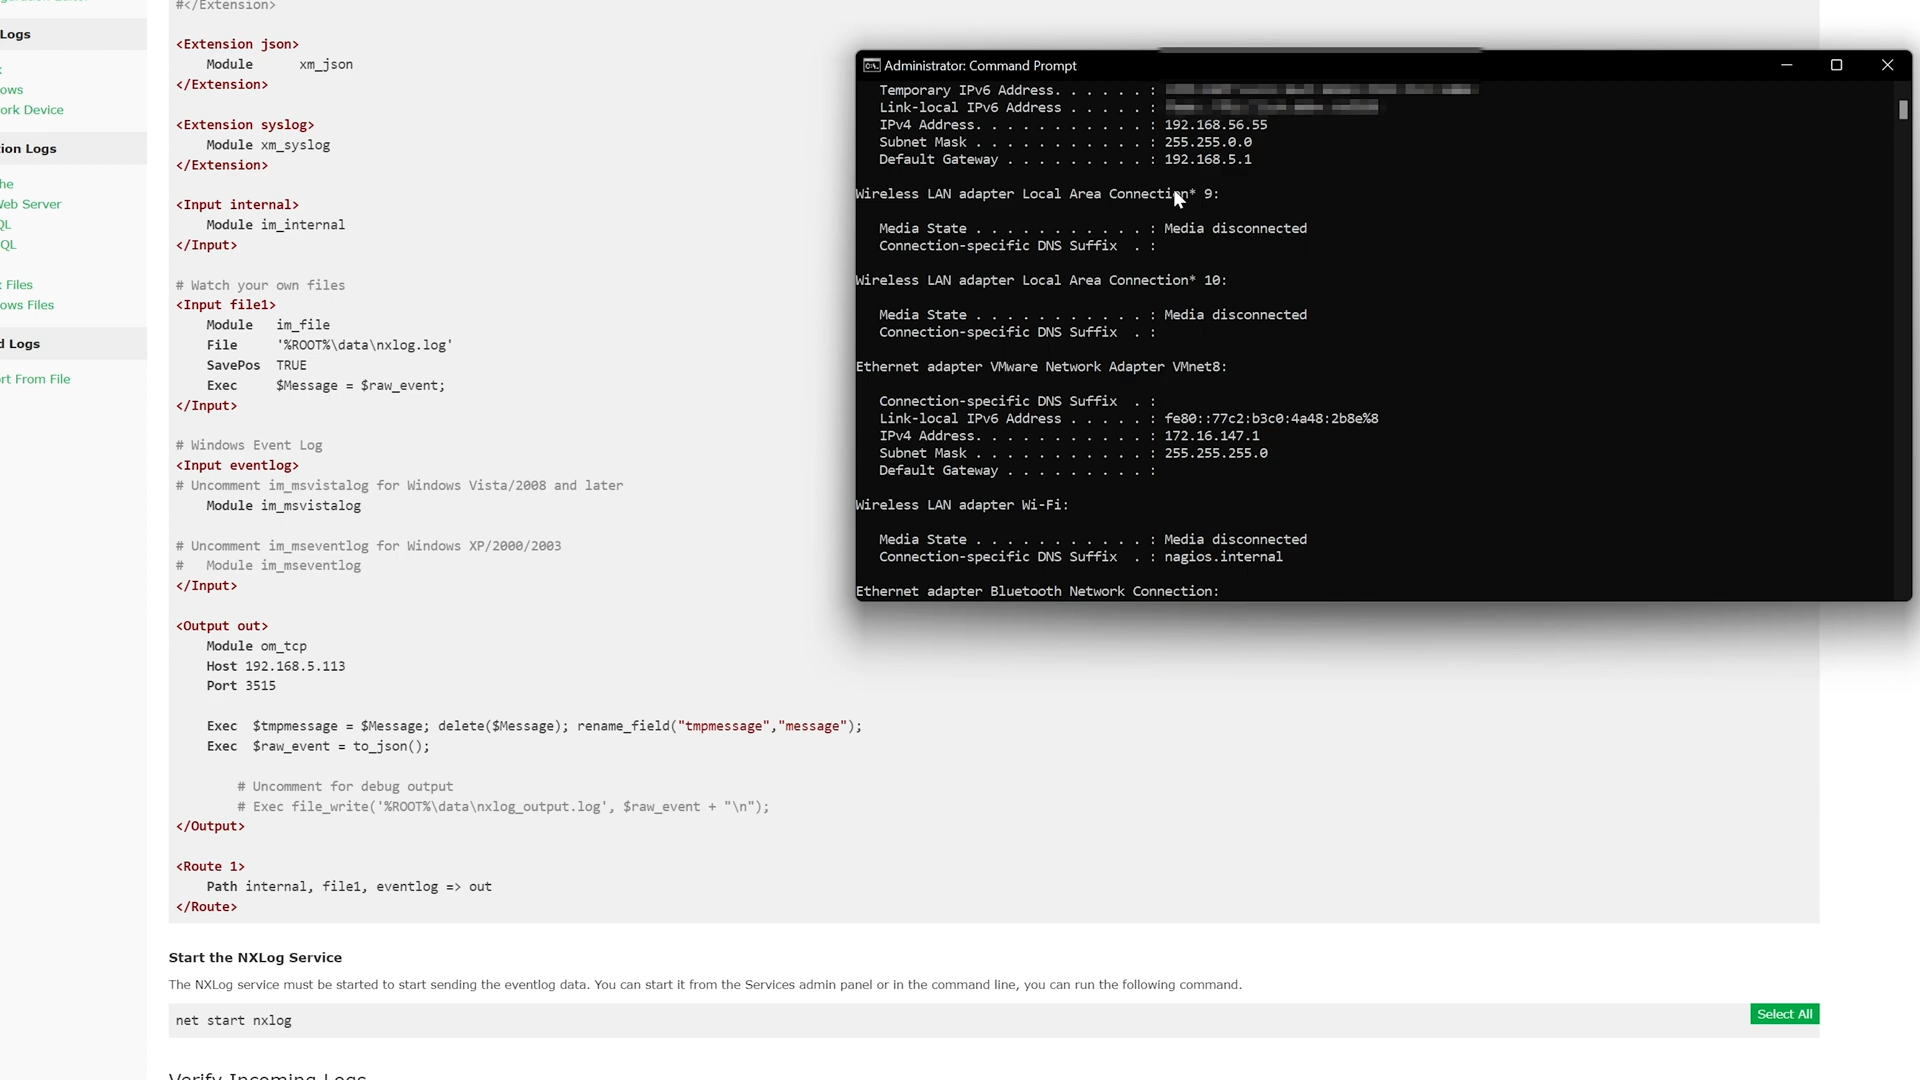 #</Extension>
Logs
ows
ork Device
ion Logs
he
Web Server
QL
QL
Files
ows Files
d Logs
rt From File
<Extension json>
Module xm_json
</Extension>
<Extension syslog>
Module xm_syslog
</Extension>
<Input internal>
Module im_internal
</Input>
# Watch your own files
<Input file1>
Module im_file
File '%ROOT%\data\nxlog.log'
SavePos TRUE
Exec $Message = $raw_event;
</Input>
# Windows Event Log
<Input eventlog>
# Uncomment im_msvistalog for Windows Vista/2008 and later
Module im_msvistalog
# Uncomment im_mseventlog for Windows XP/2000/2003
# Module im_mseventlog
</Input>
<Output out>
Module om_tcp
Host 192.168.5.113
Port 3515
Exec $tmpmessage = $Message; delete($Message); rename_field("tmpmessage","message");
Exec $raw_event = to_json();
# Uncomment for debug output
# Exec file_write('%ROOT%\data\nxlog_output.log', $raw_event + "\n");
</Output>
<Route 1>
Path internal, file1, eventlog => out
</Route>
Start the NXLog Service
The NXLog service must be started to start sending the eventlog data. You can start it from the Services admin panel or in the command line, you can run the following command.
net start nxlog
Select All
Verify Incoming Logs
Administrator: Command Prompt
Temporary IPv6 Address. . . . . . :
Link-local IPv6 Address . . . . . :
IPv4 Address. . . . . . . . . . . : 192.168.56.55
Subnet Mask . . . . . . . . . . . : 255.255.0.0
Default Gateway . . . . . . . . . : 192.168.5.1
Wireless LAN adapter Local Area Connection* 9:
Media State . . . . . . . . . . . : Media disconnected
Connection-specific DNS Suffix . :
Wireless LAN adapter Local Area Connection* 10:
Media State . . . . . . . . . . . : Media disconnected
Connection-specific DNS Suffix . :
Ethernet adapter VMware Network Adapter VMnet8:
Connection-specific DNS Suffix . :
Link-local IPv6 Address . . . . . : fe80::77c2:b3c0:4a48:2b8e%8
IPv4 Address. . . . . . . . . . . : 172.16.147.1
Subnet Mask . . . . . . . . . . . : 255.255.255.0
Default Gateway . . . . . . . . . :
Wireless LAN adapter Wi-Fi:
Media State . . . . . . . . . . . : Media disconnected
Connection-specific DNS Suffix . : nagios.internal
Ethernet adapter Bluetooth Network Connection: